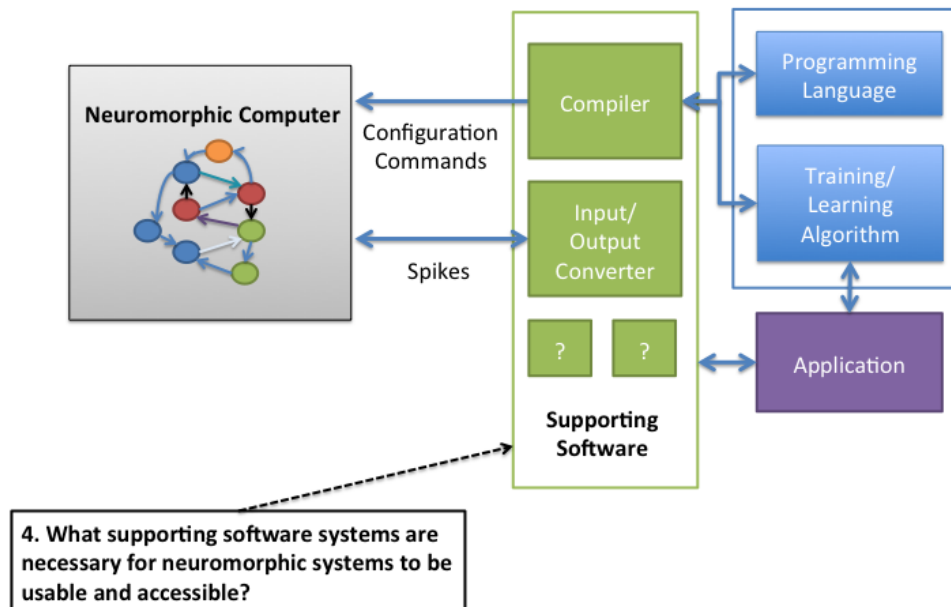 Neuromorphic Computer
Configuration
Commands
Spikes
Compiler
Input/
Output
Converter
?
?
Supporting
Software
Programming
Language
Training/
Learning
Algorithm
Application
4. What supporting software systems are
necessary for neuromorphic systems to be
usable and accessible?